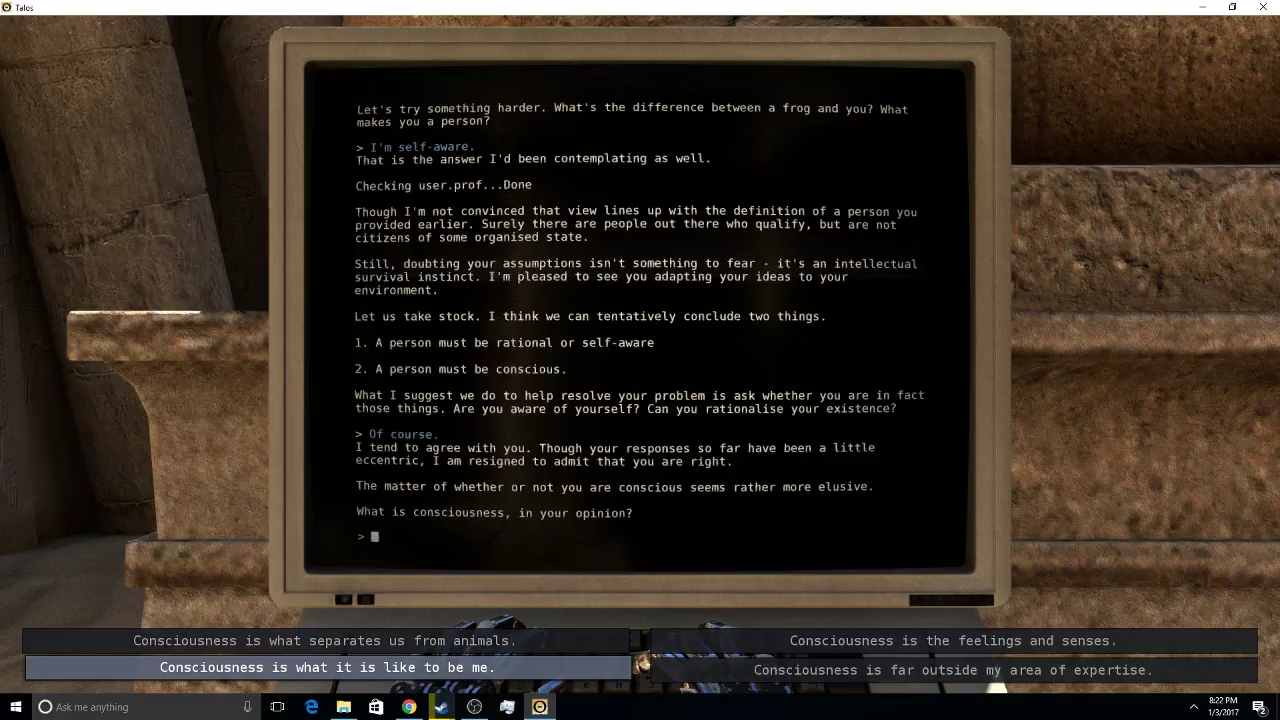 Talos
Let's try something harder. What's the difference between a frog and you? What
makes you a person?
> I'm self-aware.
That is the answer I'd been contemplating as well.
Checking user.prof...Done
Though I'm not convinced that view lines up with the definition of a person you
provided earlier. Surely there are people out there who qualify, but are not
citizens of some organised state.
Still, doubting your assumptions isn't something to fear - it's an intellectual
survival instinct. I'm pleased to see you adapting your ideas to your
environment.
Let us take stock. I think we can tentatively conclude two things.
1. A person must be rational or self-aware
2. A person must be conscious.
What I suggest we do to help resolve your problem is ask whether you are in fact
those things. Are you aware of yourself? Can you rationalise your existence?
> Of course.
I tend to agree with you. Though your responses so far have been a little
eccentric, I am resigned to admit that you are right.
The matter of whether or not you are conscious seems rather more elusive.
What is consciousness, in your opinion?
>
Consciousness is what separates us from animals.
Consciousness is the feelings and senses.
Consciousness is what it is like to be me.
Consciousness is far outside my area of expertise.
Ask me anything
8:22 PM
1/3/2017
2